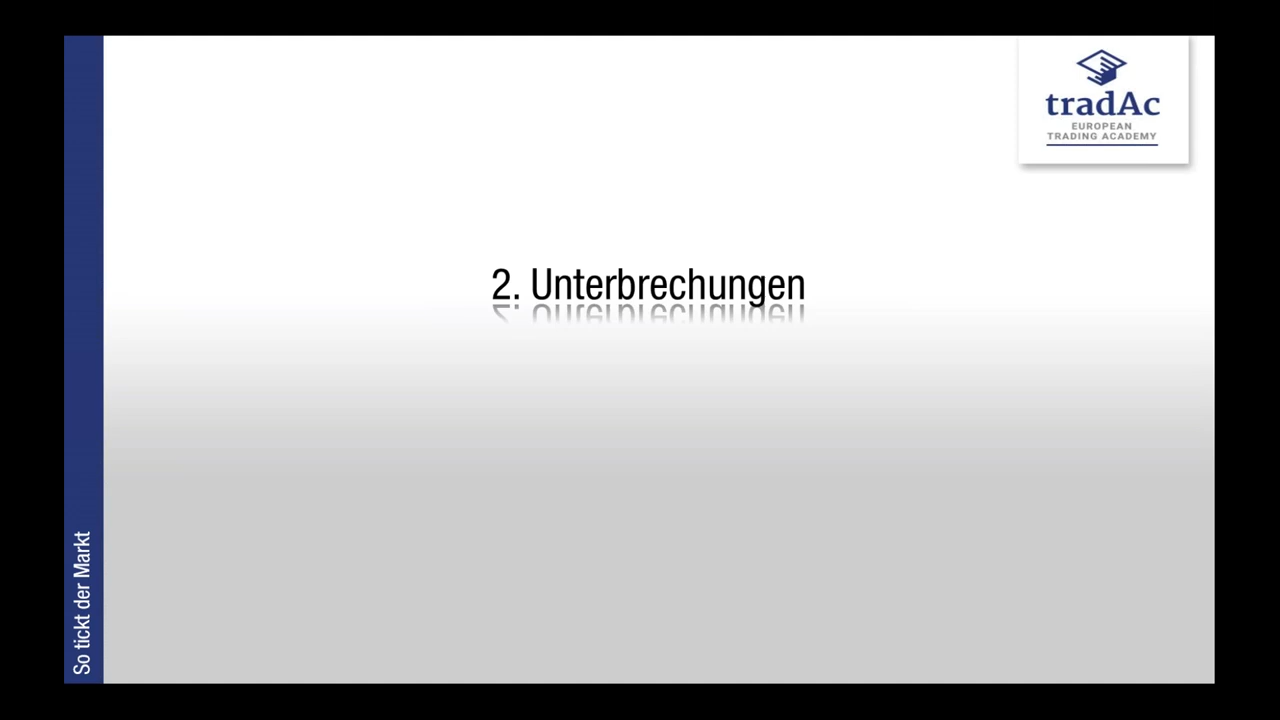 tradAc
EUROPEAN
TRADING ACADEMY
2. Unterbrechungen
So tickt der Markt